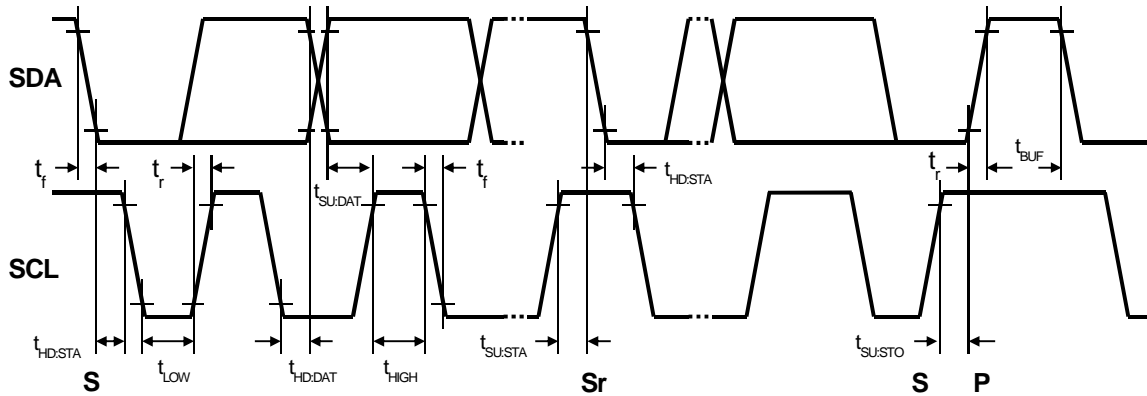 SDA
t_f
t_r
t_SU:DAT
t_f
t_HD:STA
t_r
t_BUF
SCL
t_HD:STA
t_LOW
t_HD:DAT
t_HIGH
t_SU:STA
t_SU:STO
S
Sr
S
P